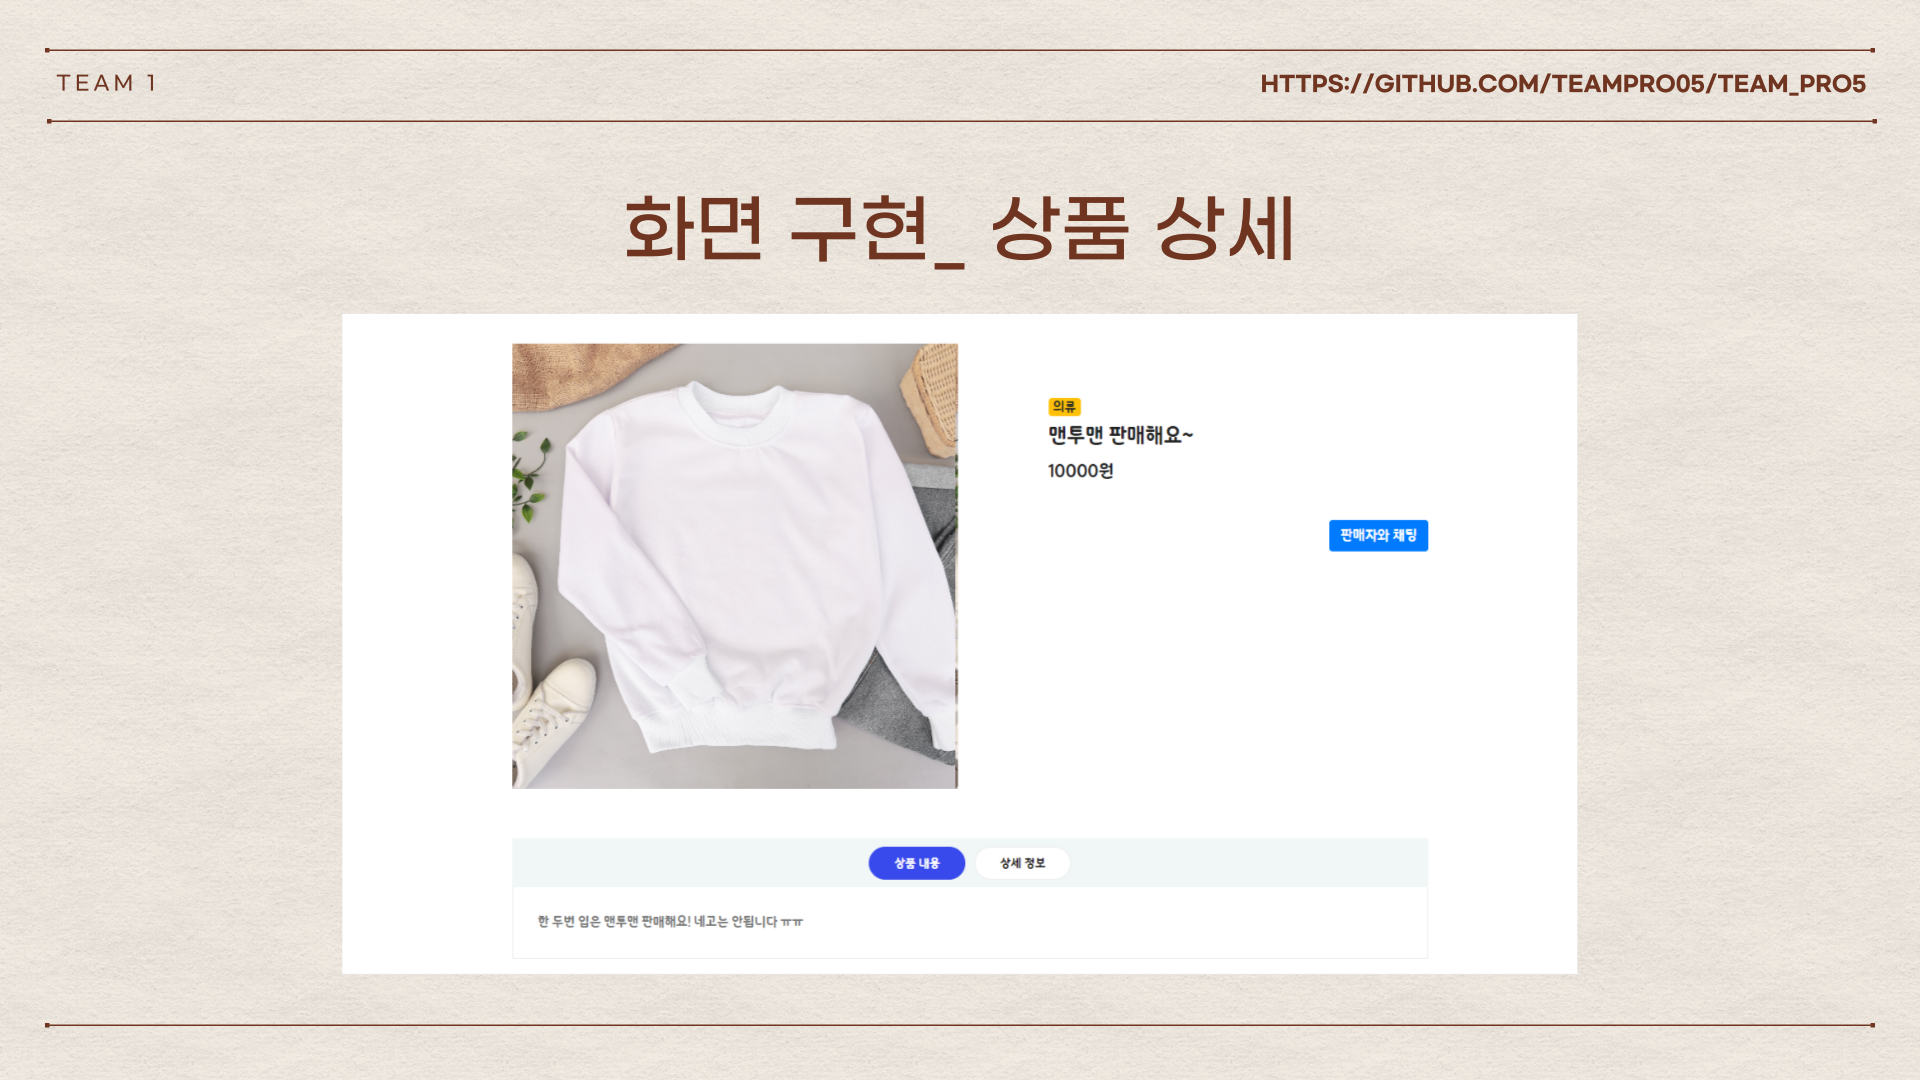 TEAM 1
HTTPS://GITHUB.COM/TEAMPRO05/TEAM_PRO5
화면 구현_ 상품 상세
의류
맨투맨 판매해요~
10000원
판매자와 채팅
상품 내용
상세 정보
한 두번 입은 맨투맨 판매해요! 네고는 안됩니다 ㅠㅠ